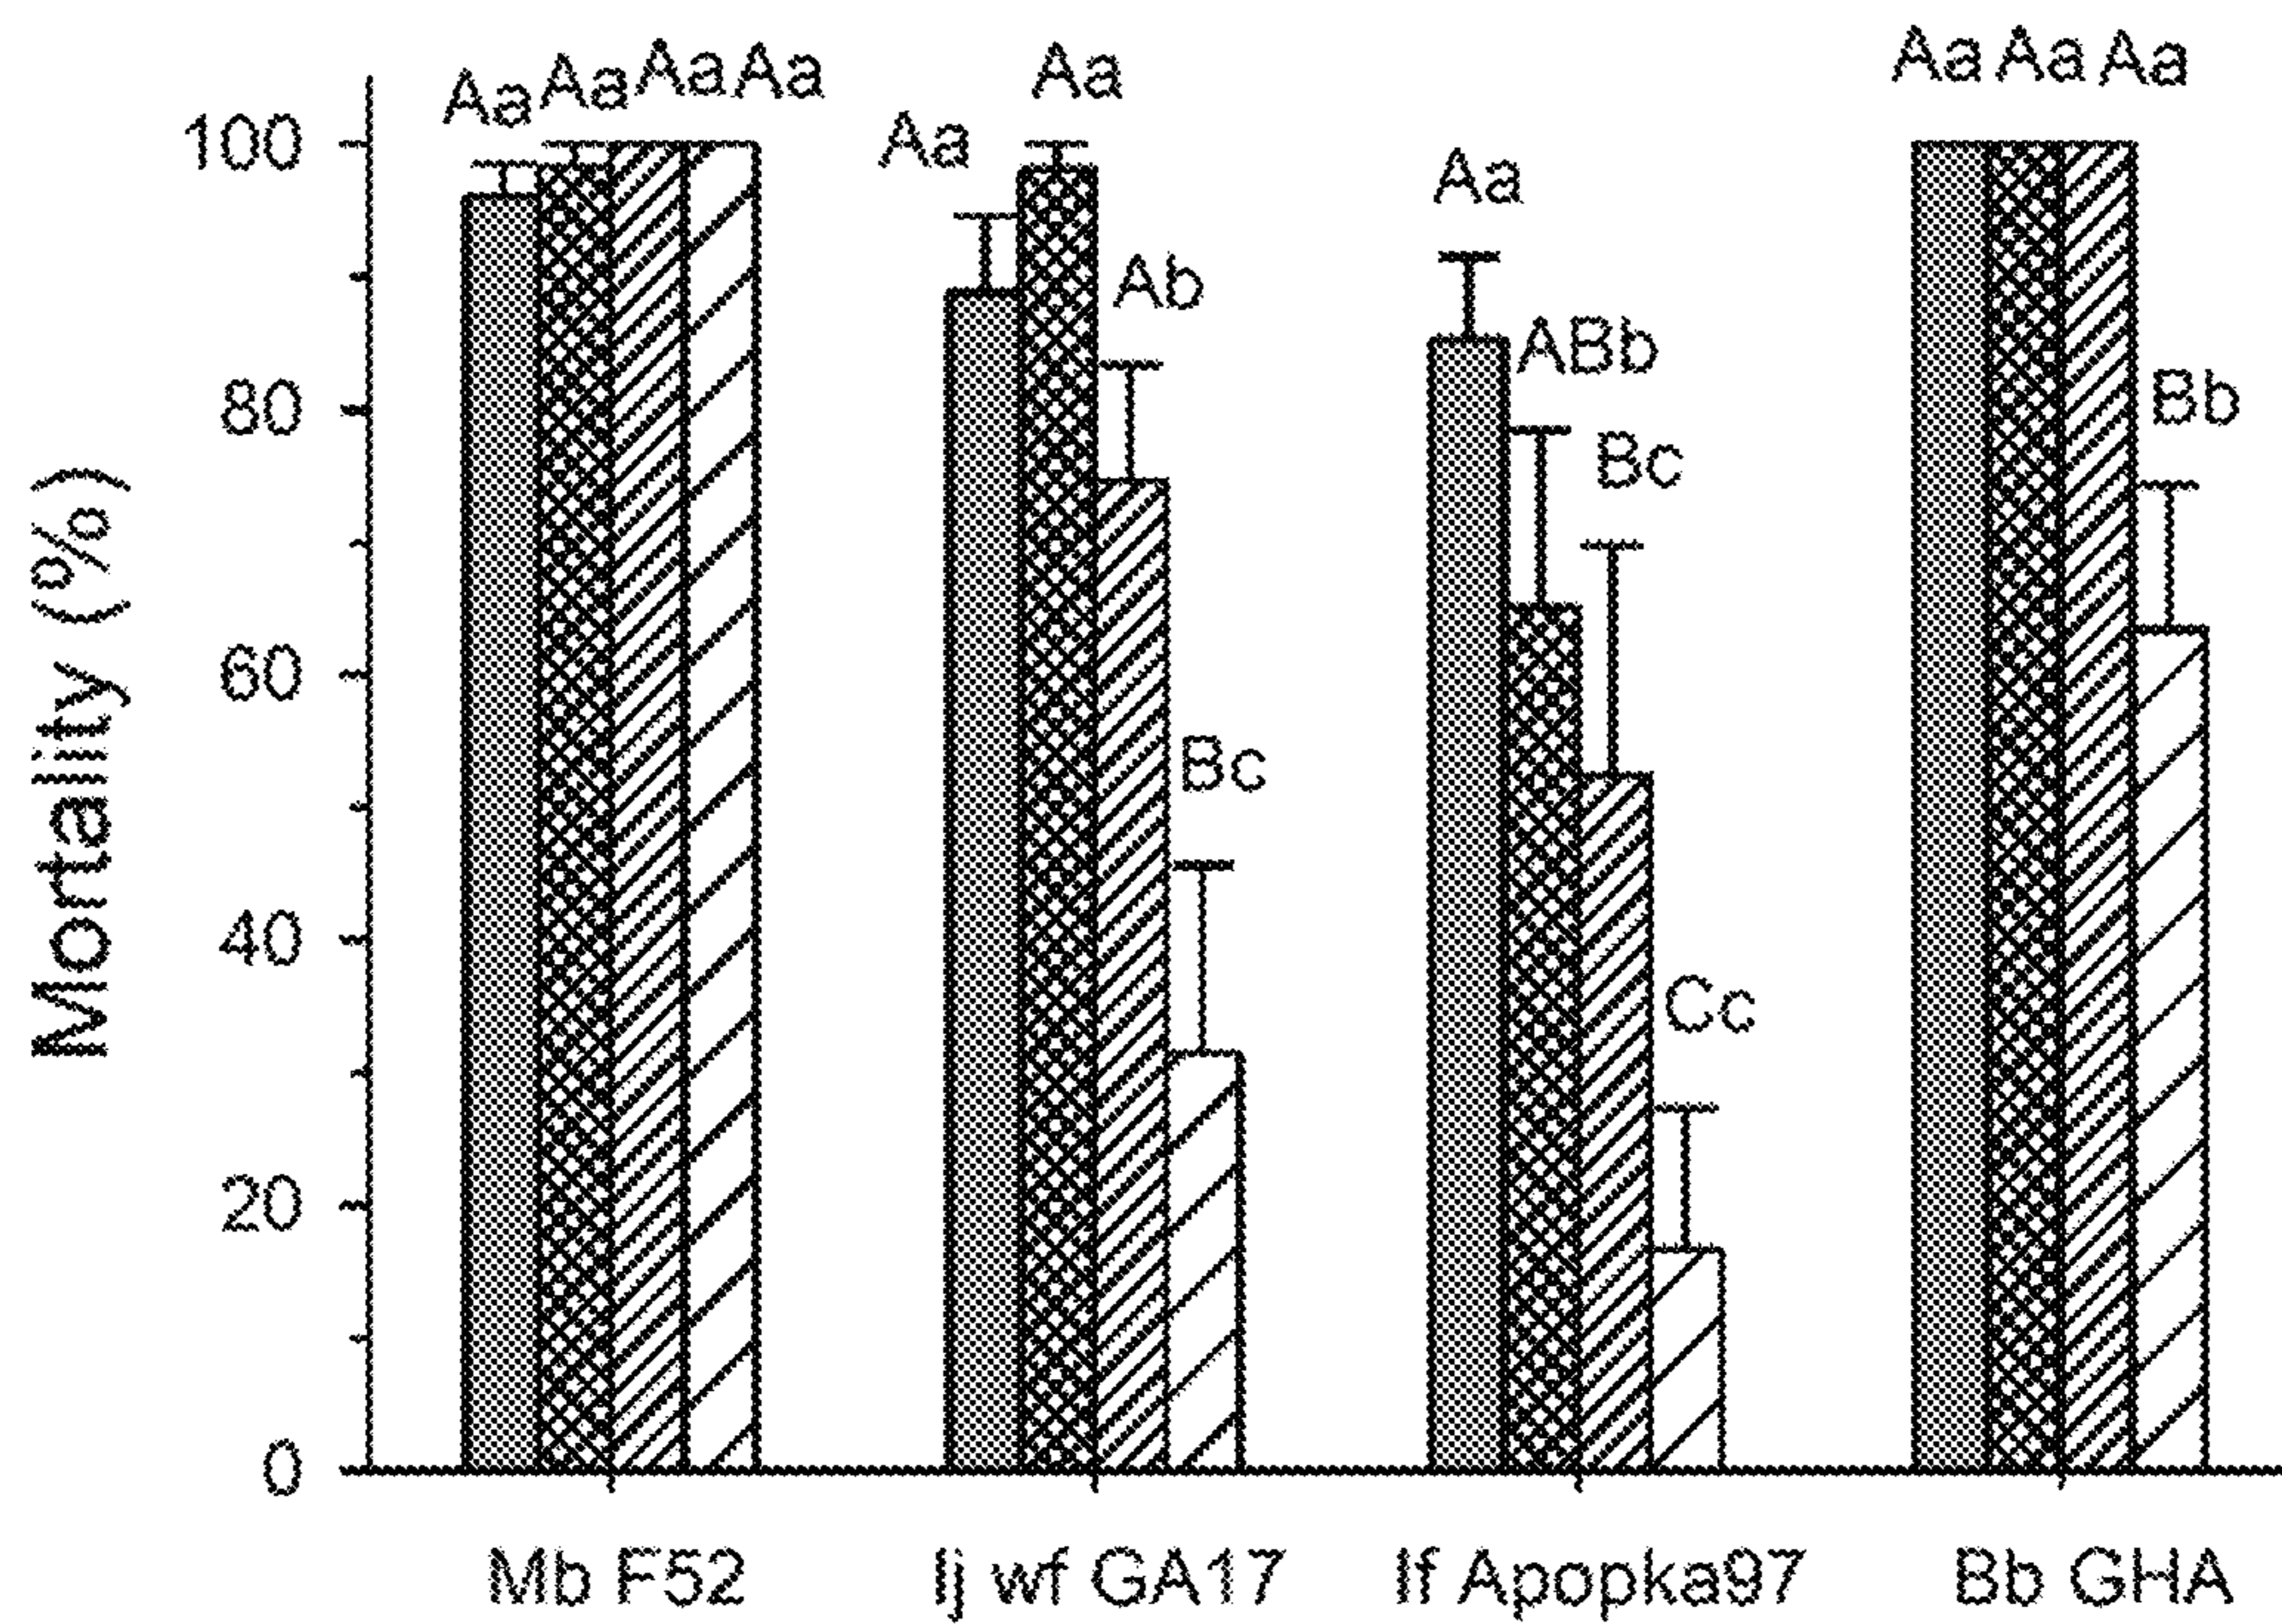 Aa Aa Aa Aa Aa Aa Ab Bc Aa ABb Bc Cc Aa Aa Aa Bb
Mortality (%)
100
80
60
40
20
0
Mb F52 Ij wf GA17 If Apopka97 Bb GHA